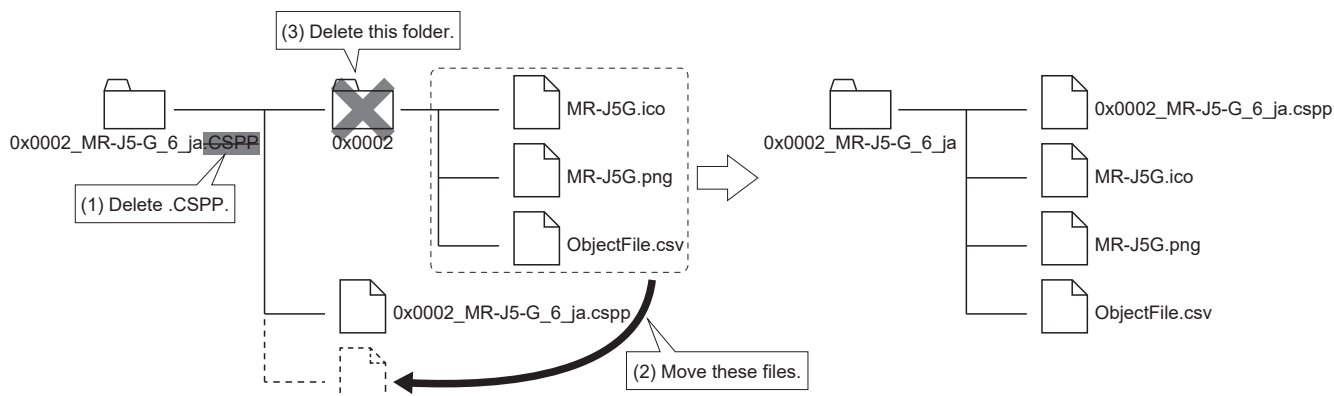 (3) Delete this folder.
0x0002_MR-J5-G_6_ja.CSPP
(1) Delete .CSPP.
0x0002
MR-J5G.ico
MR-J5G.png
ObjectFile.csv
0x0002_MR-J5-G_6_ja.cspp
(2) Move these files.
0x0002_MR-J5-G_6_ja
0x0002_MR-J5-G_6_ja.cspp
MR-J5G.ico
MR-J5G.png
ObjectFile.csv